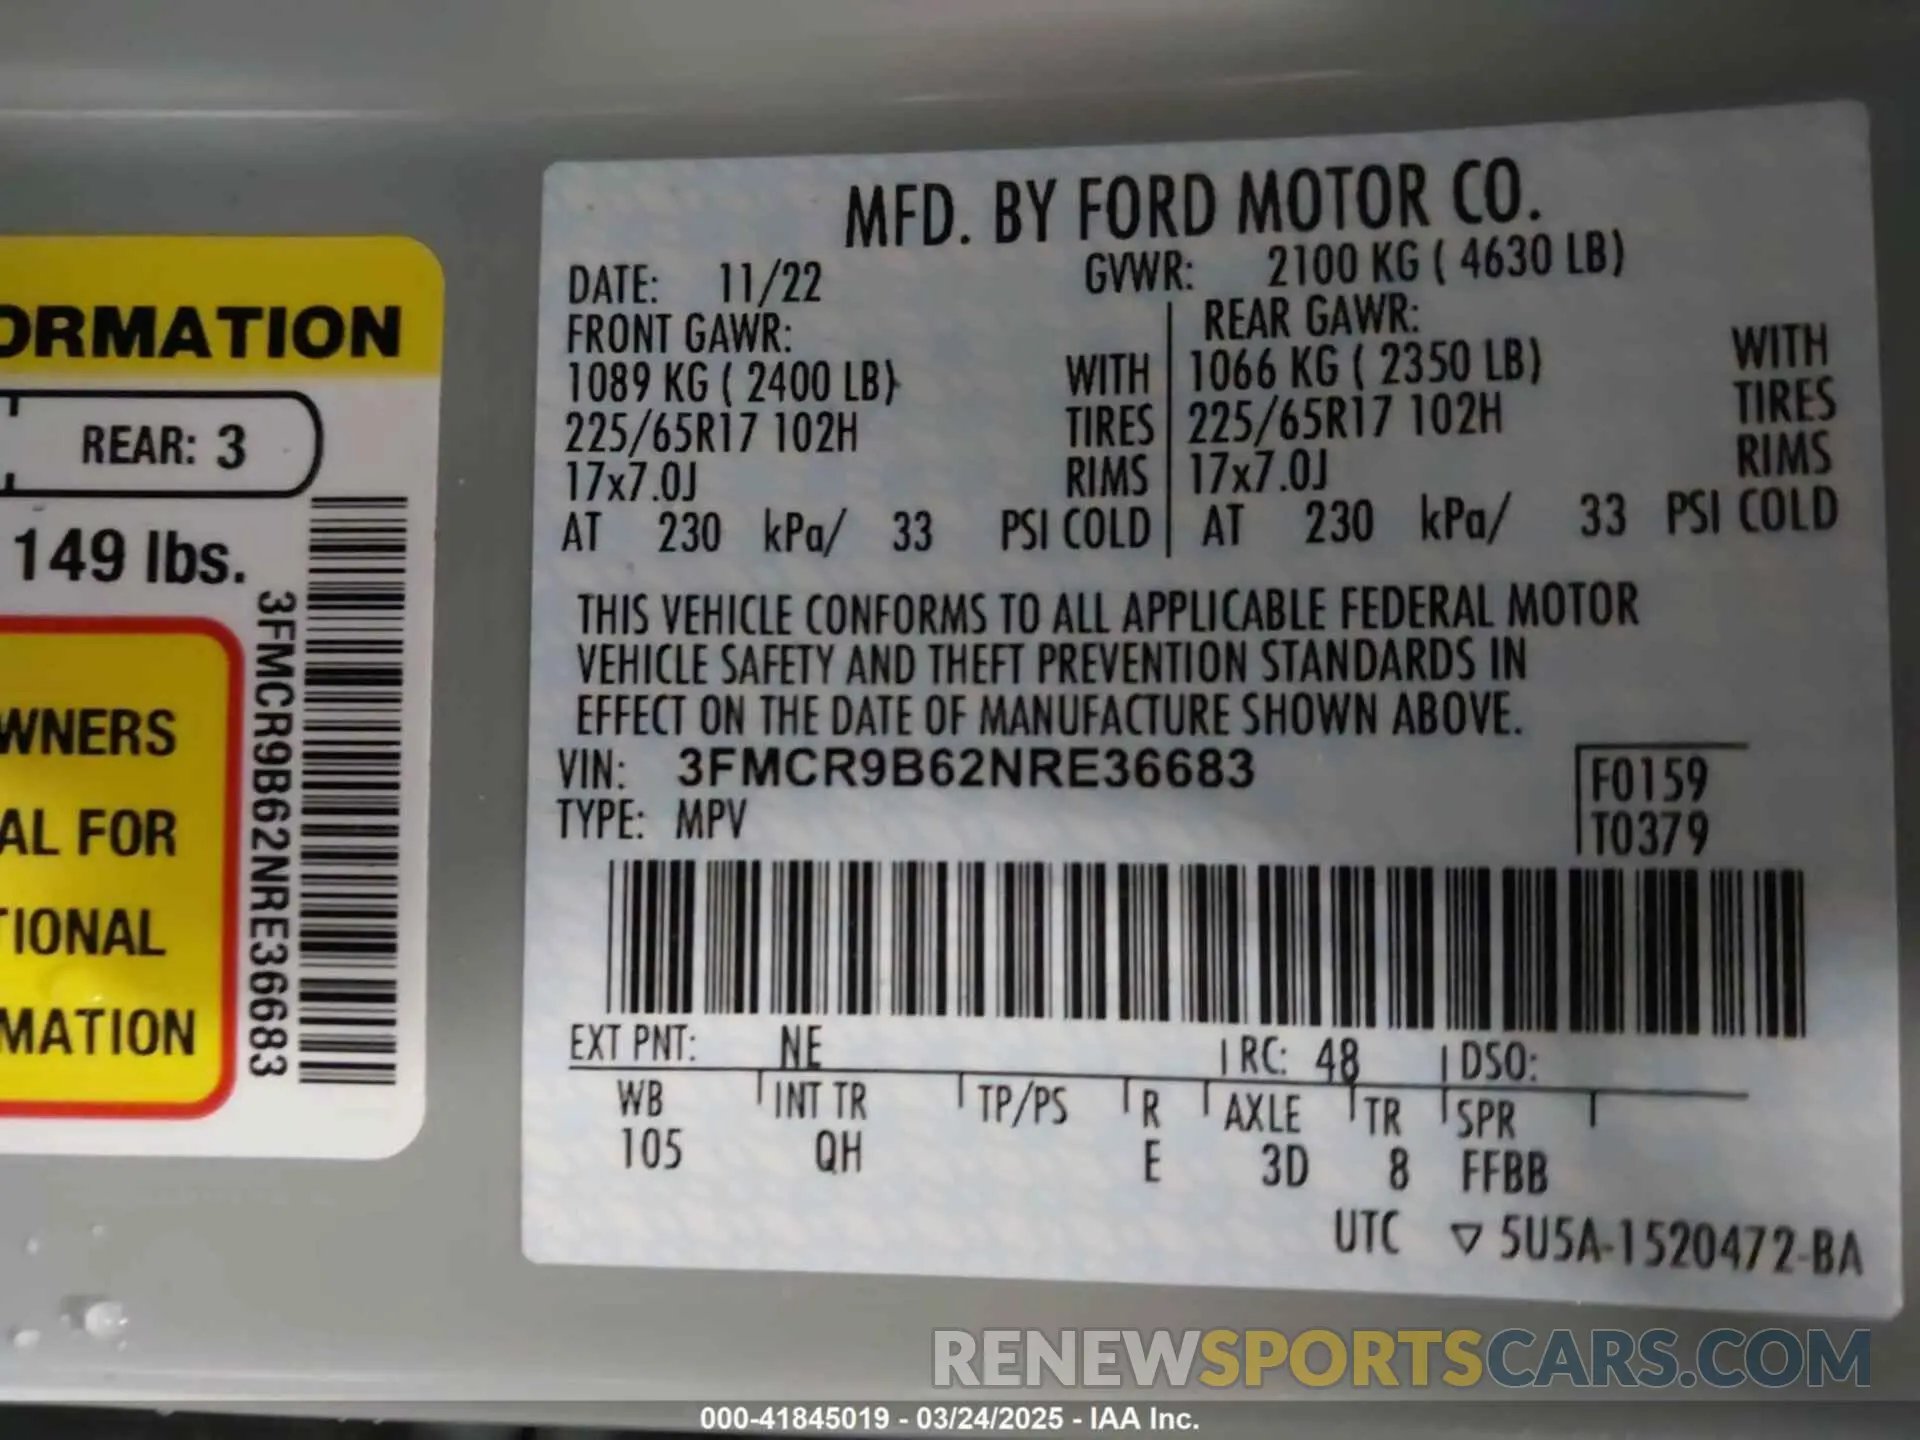 ORMATION
REAR: 3
149 lbs.
WNERS
AL FOR
TIONAL
MATION
3FMCR9B62NRE36683
MFD. BY FORD MOTOR CO.
DATE: 11/22 GVWR: 2100 KG ( 4630 LB)
FRONT GAWR: REAR GAWR:
1089 KG ( 2400 LB) WITH 1066 KG ( 2350 LB) WITH
225/65R17 102H TIRES 225/65R17 102H TIRES
17x7.0J RIMS 17x7.0J RIMS
AT 230 kPa/ 33 PSI COLD AT 230 kPa/ 33 PSI COLD
THIS VEHICLE CONFORMS TO ALL APPLICABLE FEDERAL MOTOR
VEHICLE SAFETY AND THEFT PREVENTION STANDARDS IN
EFFECT ON THE DATE OF MANUFACTURE SHOWN ABOVE.
VIN: 3FMCR9B62NRE36683 F0159
TYPE: MPV T0379
EXT PNT: NE RC: 48 DSO:
WB INT TR TP/PS R AXLE TR SPR
105 QH E 3D 8 FFBB
UTC ▽ 5U5A-1520472-BA
RENEWSPORTSCARS.COM
000-41845019 - 03/24/2025 - IAA Inc.